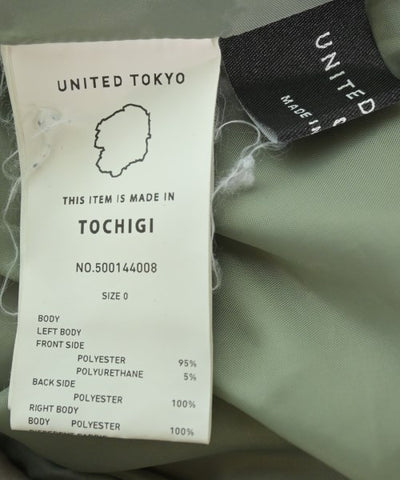 UNITED TOKYO
THIS ITEM IS MADE IN
TOCHIGI
NO.500144008
SIZE 0
BODY
LEFT BODY
FRONT SIDE
POLYESTER 95%
POLYURETHANE 5%
BACK SIDE
POLYESTER 100%
RIGHT BODY
BODY POLYESTER 100%
UNITED
MADE IN